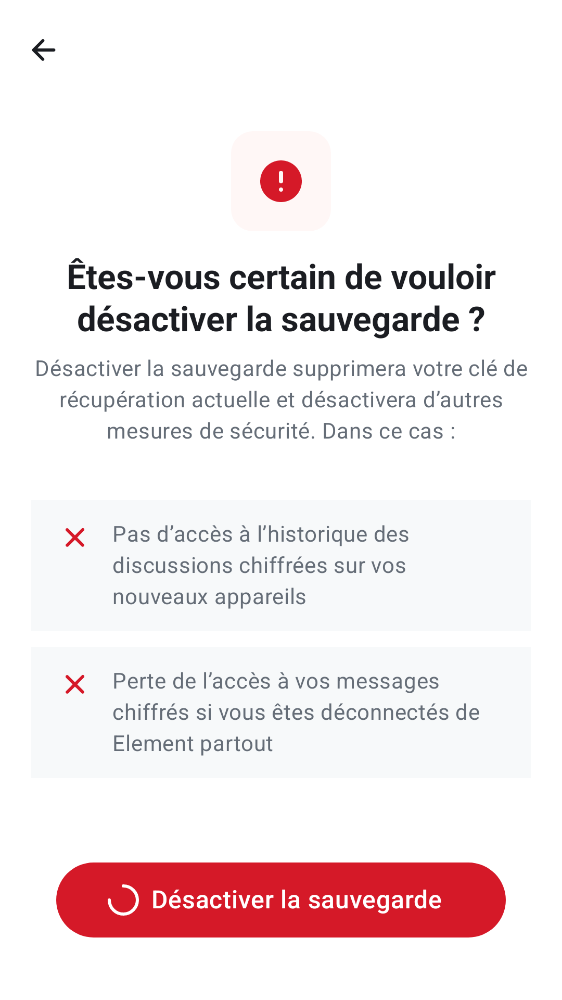 Êtes-vous certain de vouloir
désactiver la sauvegarde ?
Désactiver la sauvegarde supprimera votre clé de
récupération actuelle et désactivera d’autres
mesures de sécurité. Dans ce cas :
Pas d’accès à l’historique des
discussions chiffrées sur vos
nouveaux appareils
Perte de l’accès à vos messages
chiffrés si vous êtes déconnectés de
Element partout
Désactiver la sauvegarde